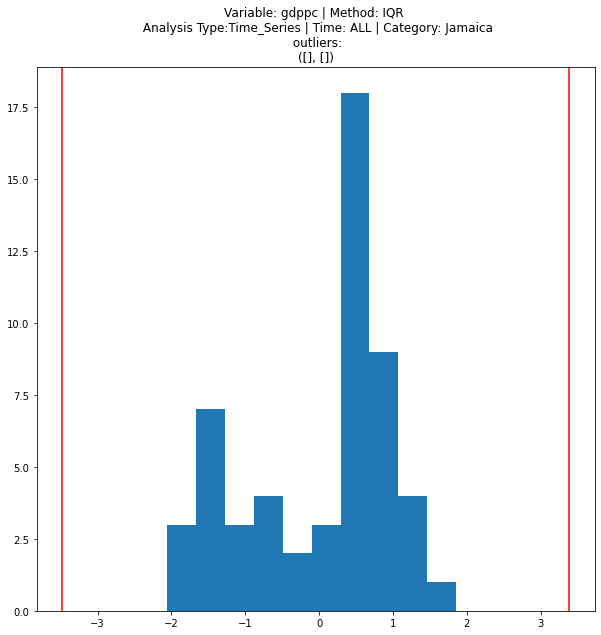 Variable: gdppc | Method: IQR
Analysis Type:Time_Series | Time: ALL | Category: Jamaica
outliers:
([], [])
17.5
15.0
12.5
10.0
7.5
5.0
2.5
0.0
−3 −2 −1 0 1 2 3